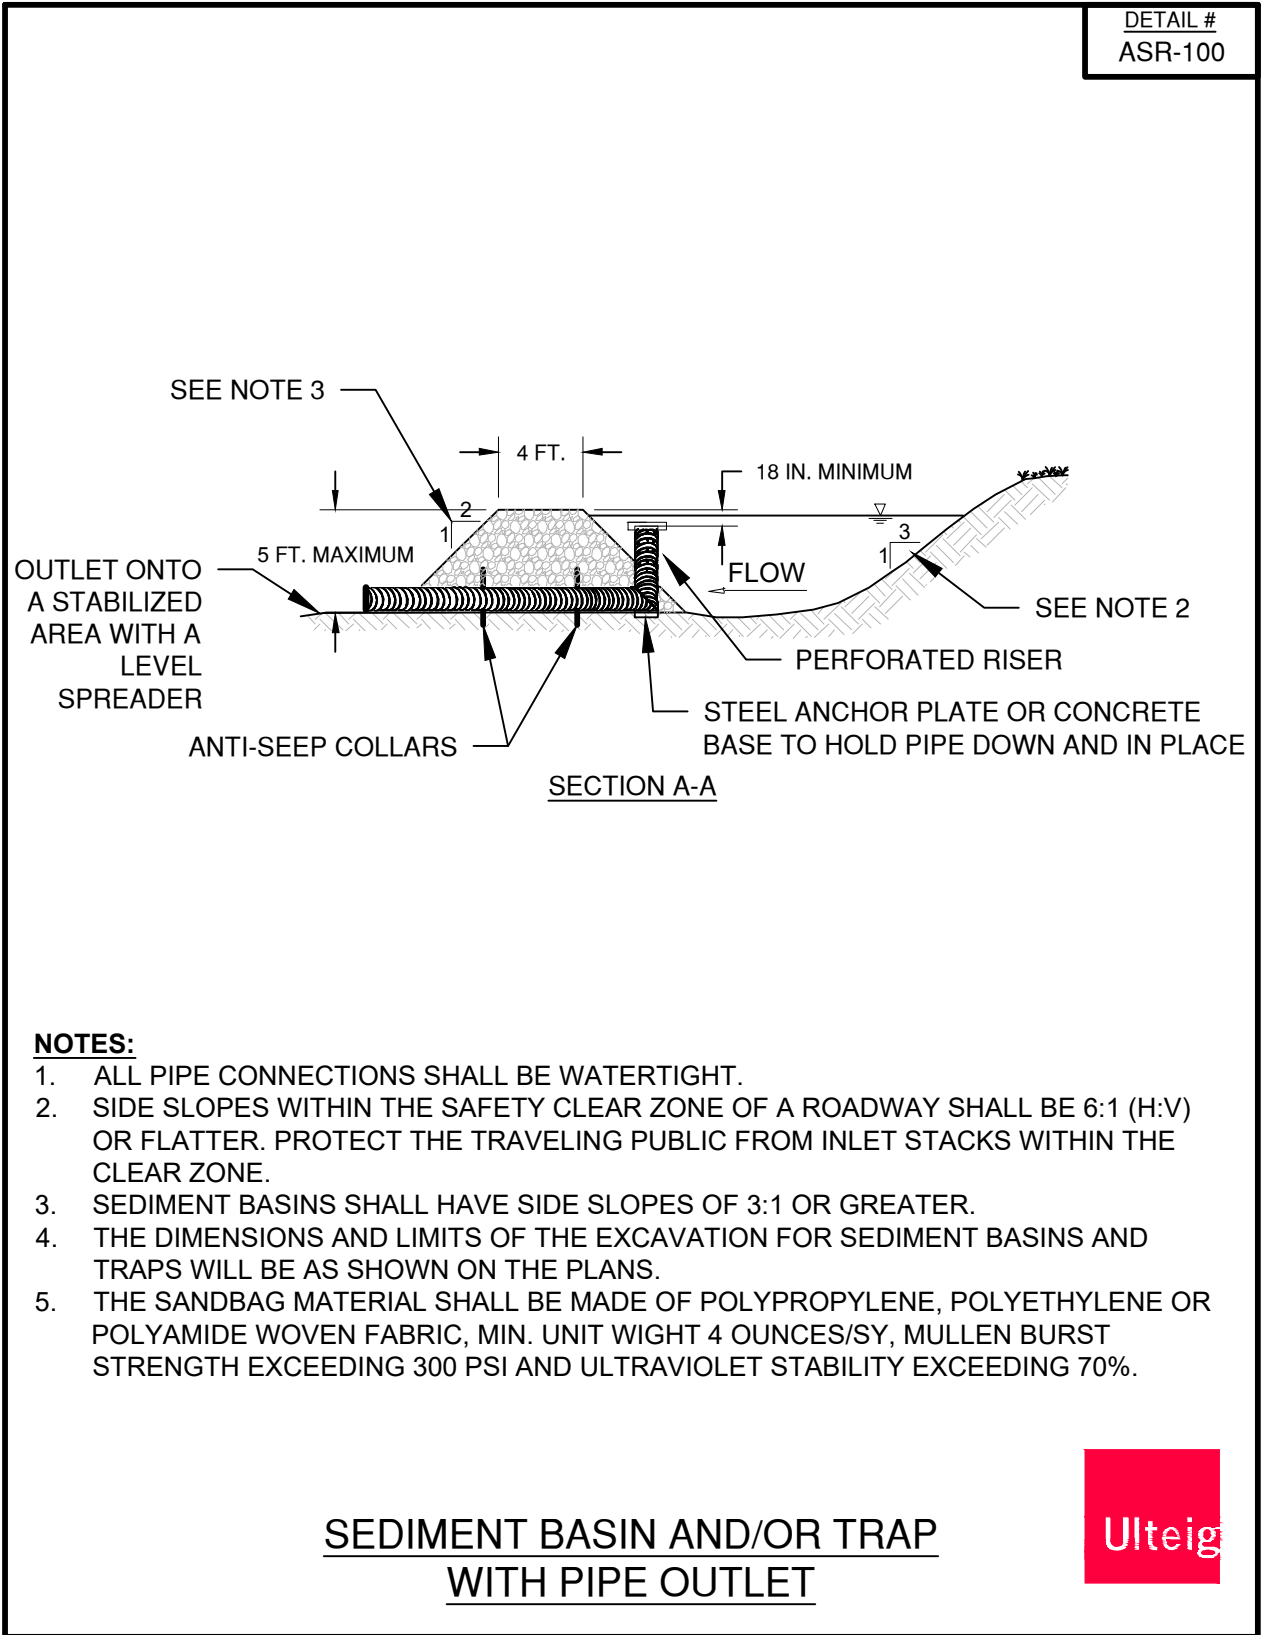 DETAIL #
ASR-100
SEE NOTE 3
4 FT.
18 IN. MINIMUM
2
1
5 FT. MAXIMUM
3
1
OUTLET ONTO
A STABILIZED
AREA WITH A
LEVEL
SPREADER
FLOW
SEE NOTE 2
PERFORATED RISER
STEEL ANCHOR PLATE OR CONCRETE
BASE TO HOLD PIPE DOWN AND IN PLACE
ANTI-SEEP COLLARS
SECTION A-A
NOTES:
1. ALL PIPE CONNECTIONS SHALL BE WATERTIGHT.
2. SIDE SLOPES WITHIN THE SAFETY CLEAR ZONE OF A ROADWAY SHALL BE 6:1 (H:V)
OR FLATTER. PROTECT THE TRAVELING PUBLIC FROM INLET STACKS WITHIN THE
CLEAR ZONE.
3. SEDIMENT BASINS SHALL HAVE SIDE SLOPES OF 3:1 OR GREATER.
4. THE DIMENSIONS AND LIMITS OF THE EXCAVATION FOR SEDIMENT BASINS AND
TRAPS WILL BE AS SHOWN ON THE PLANS.
5. THE SANDBAG MATERIAL SHALL BE MADE OF POLYPROPYLENE, POLYETHYLENE OR
POLYAMIDE WOVEN FABRIC, MIN. UNIT WIGHT 4 OUNCES/SY, MULLEN BURST
STRENGTH EXCEEDING 300 PSI AND ULTRAVIOLET STABILITY EXCEEDING 70%.
SEDIMENT BASIN AND/OR TRAP
WITH PIPE OUTLET
Ulteig